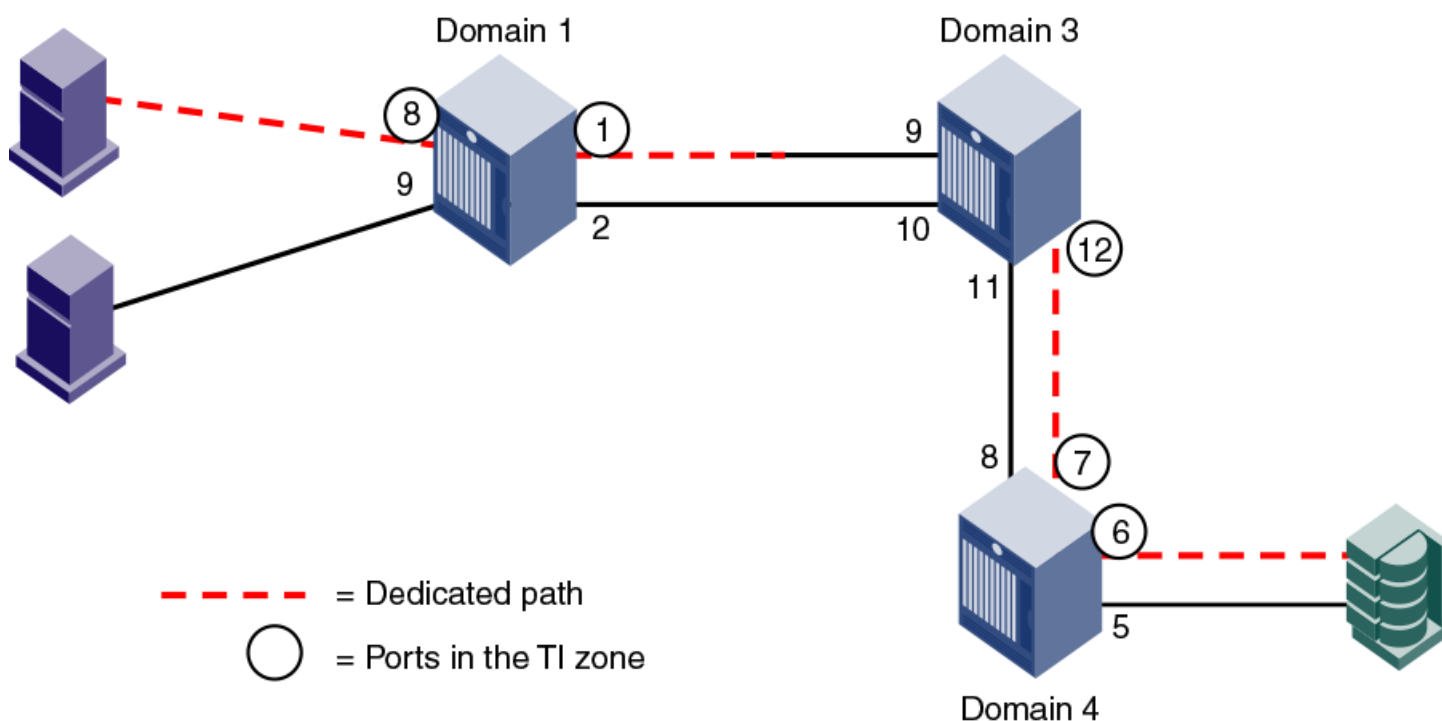 Domain 1
Domain 3
8
1
9
9
2
10
12
11
8
7
6
5
= Dedicated path
= Ports in the TI zone
Domain 4